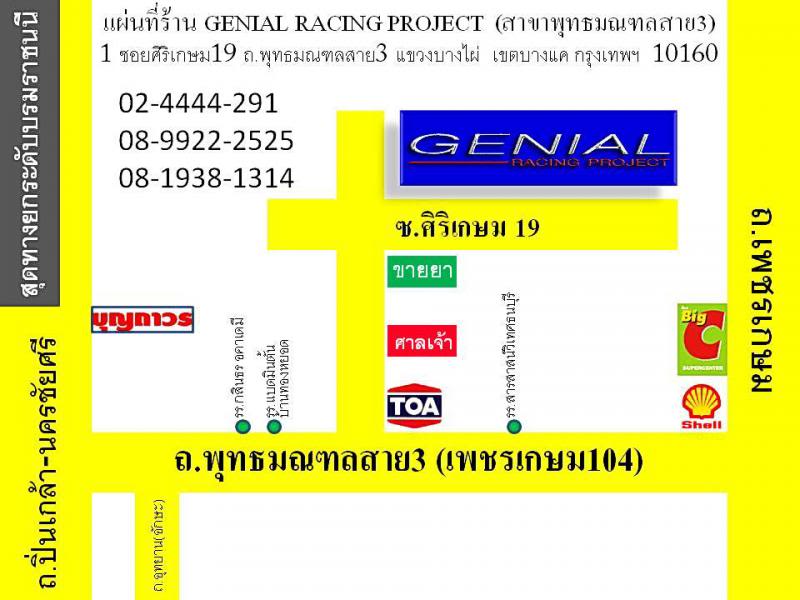 แผ่นที่ร้าน GENIAL RACING PROJECT (สาขาพุทธมณฑลสาย3)
1 ซอยศิริเกษม19 ถ.พุทธมณฑลสาย3 แขวงบางไผ่ เขตบางแค กรุงเทพฯ 10160
02-4444-291
08-9922-2525
08-1938-1314
GENIAL
RACING PROJECT
สุดทางยกระดับบรมราชนนี
ซ.ศิริเกษม 19
ถ.เพชรเกษม
ขายยา
บุญถาวร
รร.กสินธร อคาเดมี่
รร.แบดมินตัน
บ้านทองหยอด
ศาลเจ้า
TOA
รร.สารสาสน์วิเทศธนบุรี
Big
C
SUPERCENTER
Shell
ถ.ปิ่นเกล้า-นครชัยศรี
ถ.พุทธมณฑลสาย3 (เพชรเกษม104)
ถ.อุทยาน(อักษะ)